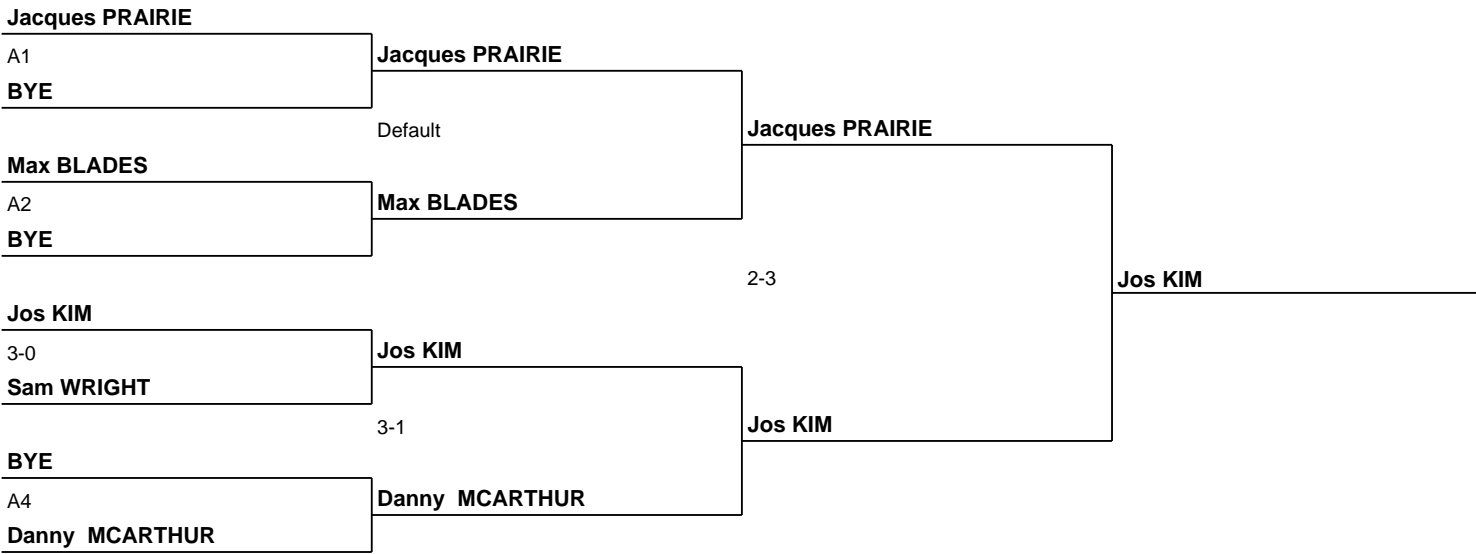 Jacques PRAIRIE
A1
BYE
Jacques PRAIRIE
Default
Max BLADES
A2
BYE
Max BLADES
Jacques PRAIRIE
2-3
Jos KIM
Jos KIM
3-0
Sam WRIGHT
Jos KIM
3-1
BYE
A4
Danny  MCARTHUR
Danny  MCARTHUR
Jos KIM